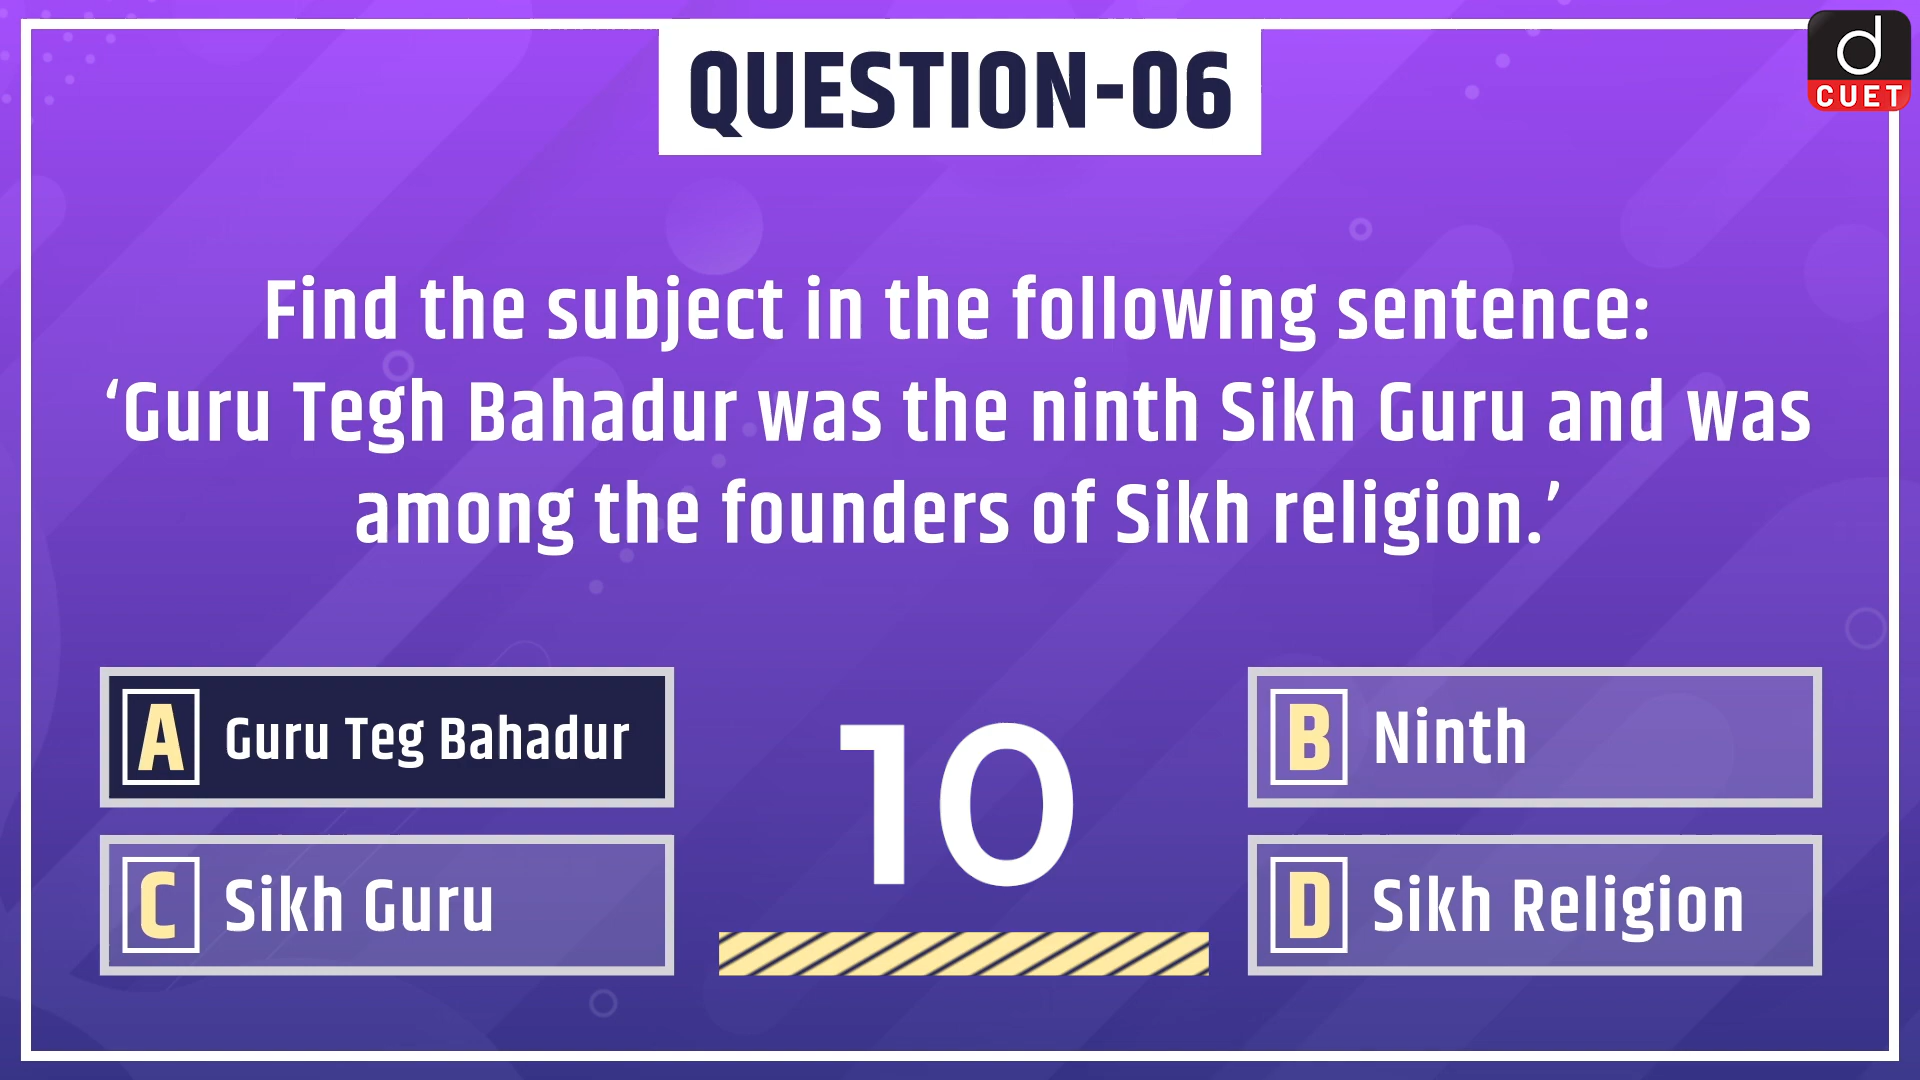 QUESTION-06
d
CUET
Find the subject in the following sentence:
‘Guru Tegh Bahadur was the ninth Sikh Guru and was
among the founders of Sikh religion.’
A Guru Teg Bahadur
B Ninth
10
C Sikh Guru
D Sikh Religion